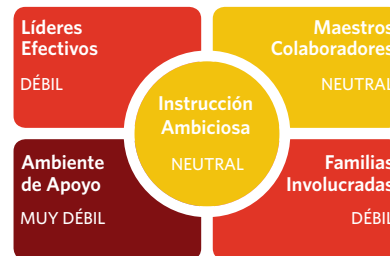 Líderes
Efectivos
DÉBIL
Maestros
Colaboradores
NEUTRAL
Instrucción
Ambiciosa
NEUTRAL
Ambiente
de Apoyo
MUY DÉBIL
Familias
Involucradas
DÉBIL